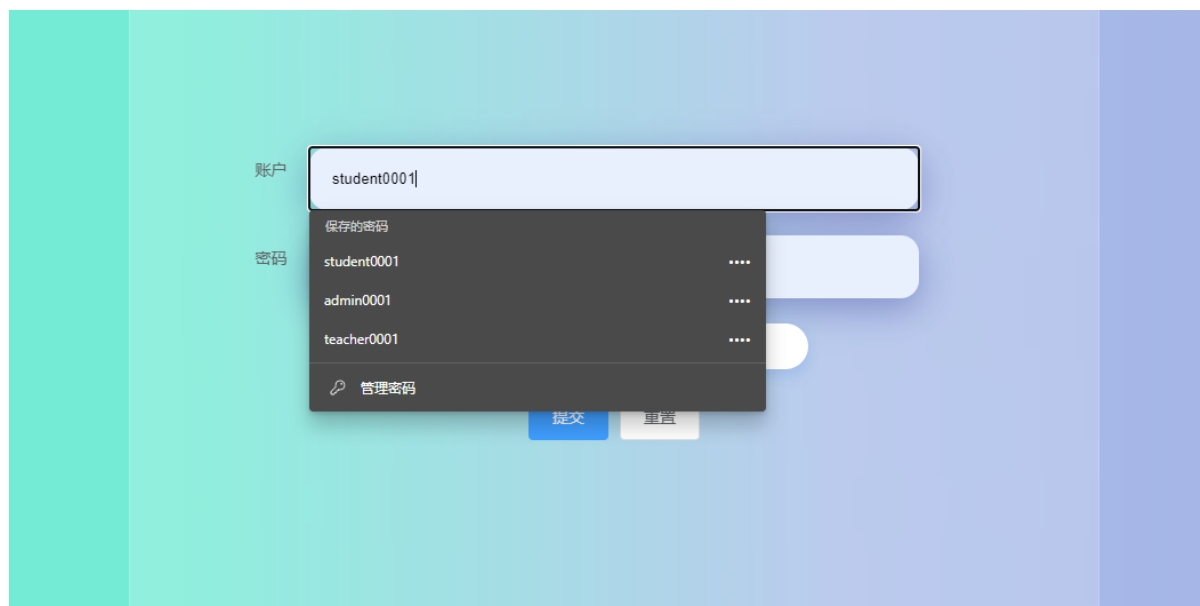 账户
student0001
保存的密码
密码
student0001 ••••
admin0001 ••••
teacher0001 ••••
管理密码
提交 重置